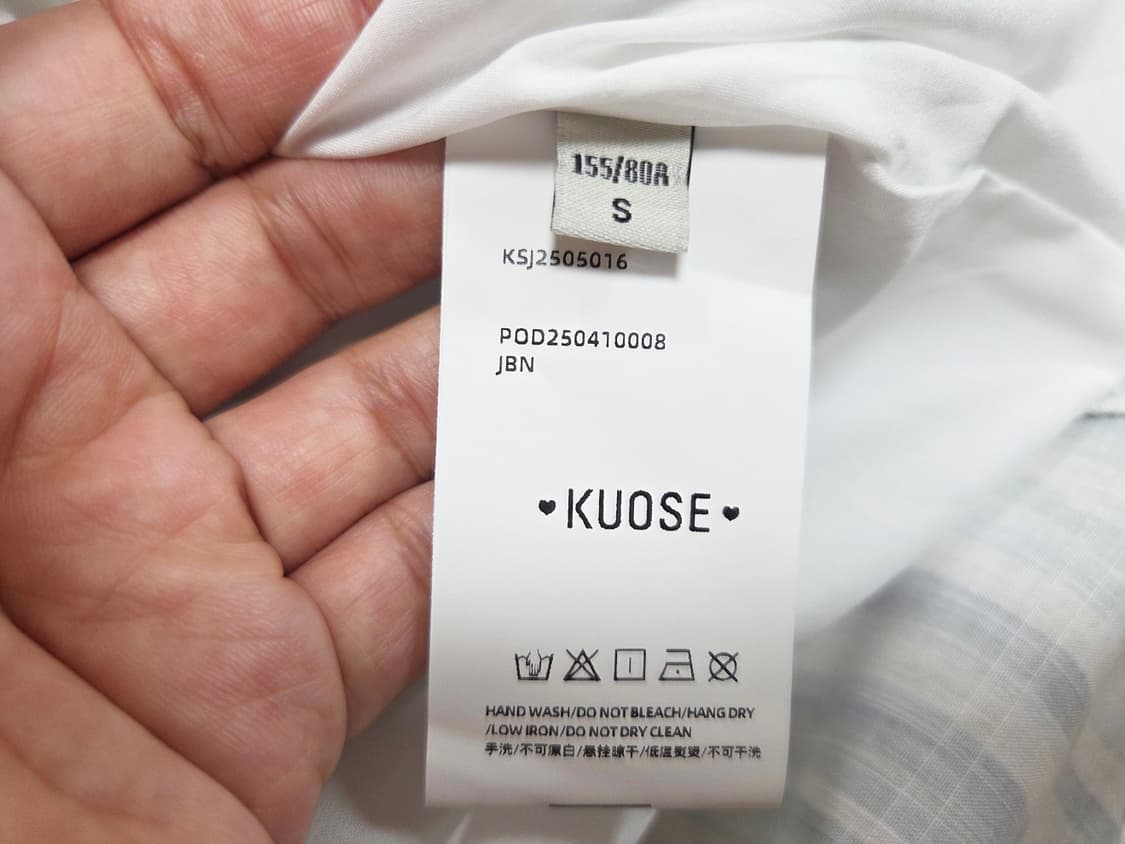 155/80A
S
KSJ2505016
POD250410008
JBN
♥KUOSE♥
HAND WASH/DO NOT BLEACH/HANG DRY
/LOW IRON/DO NOT DRY CLEAN
手洗/不可漂白/悬挂晾干/低温熨烫/不可干洗